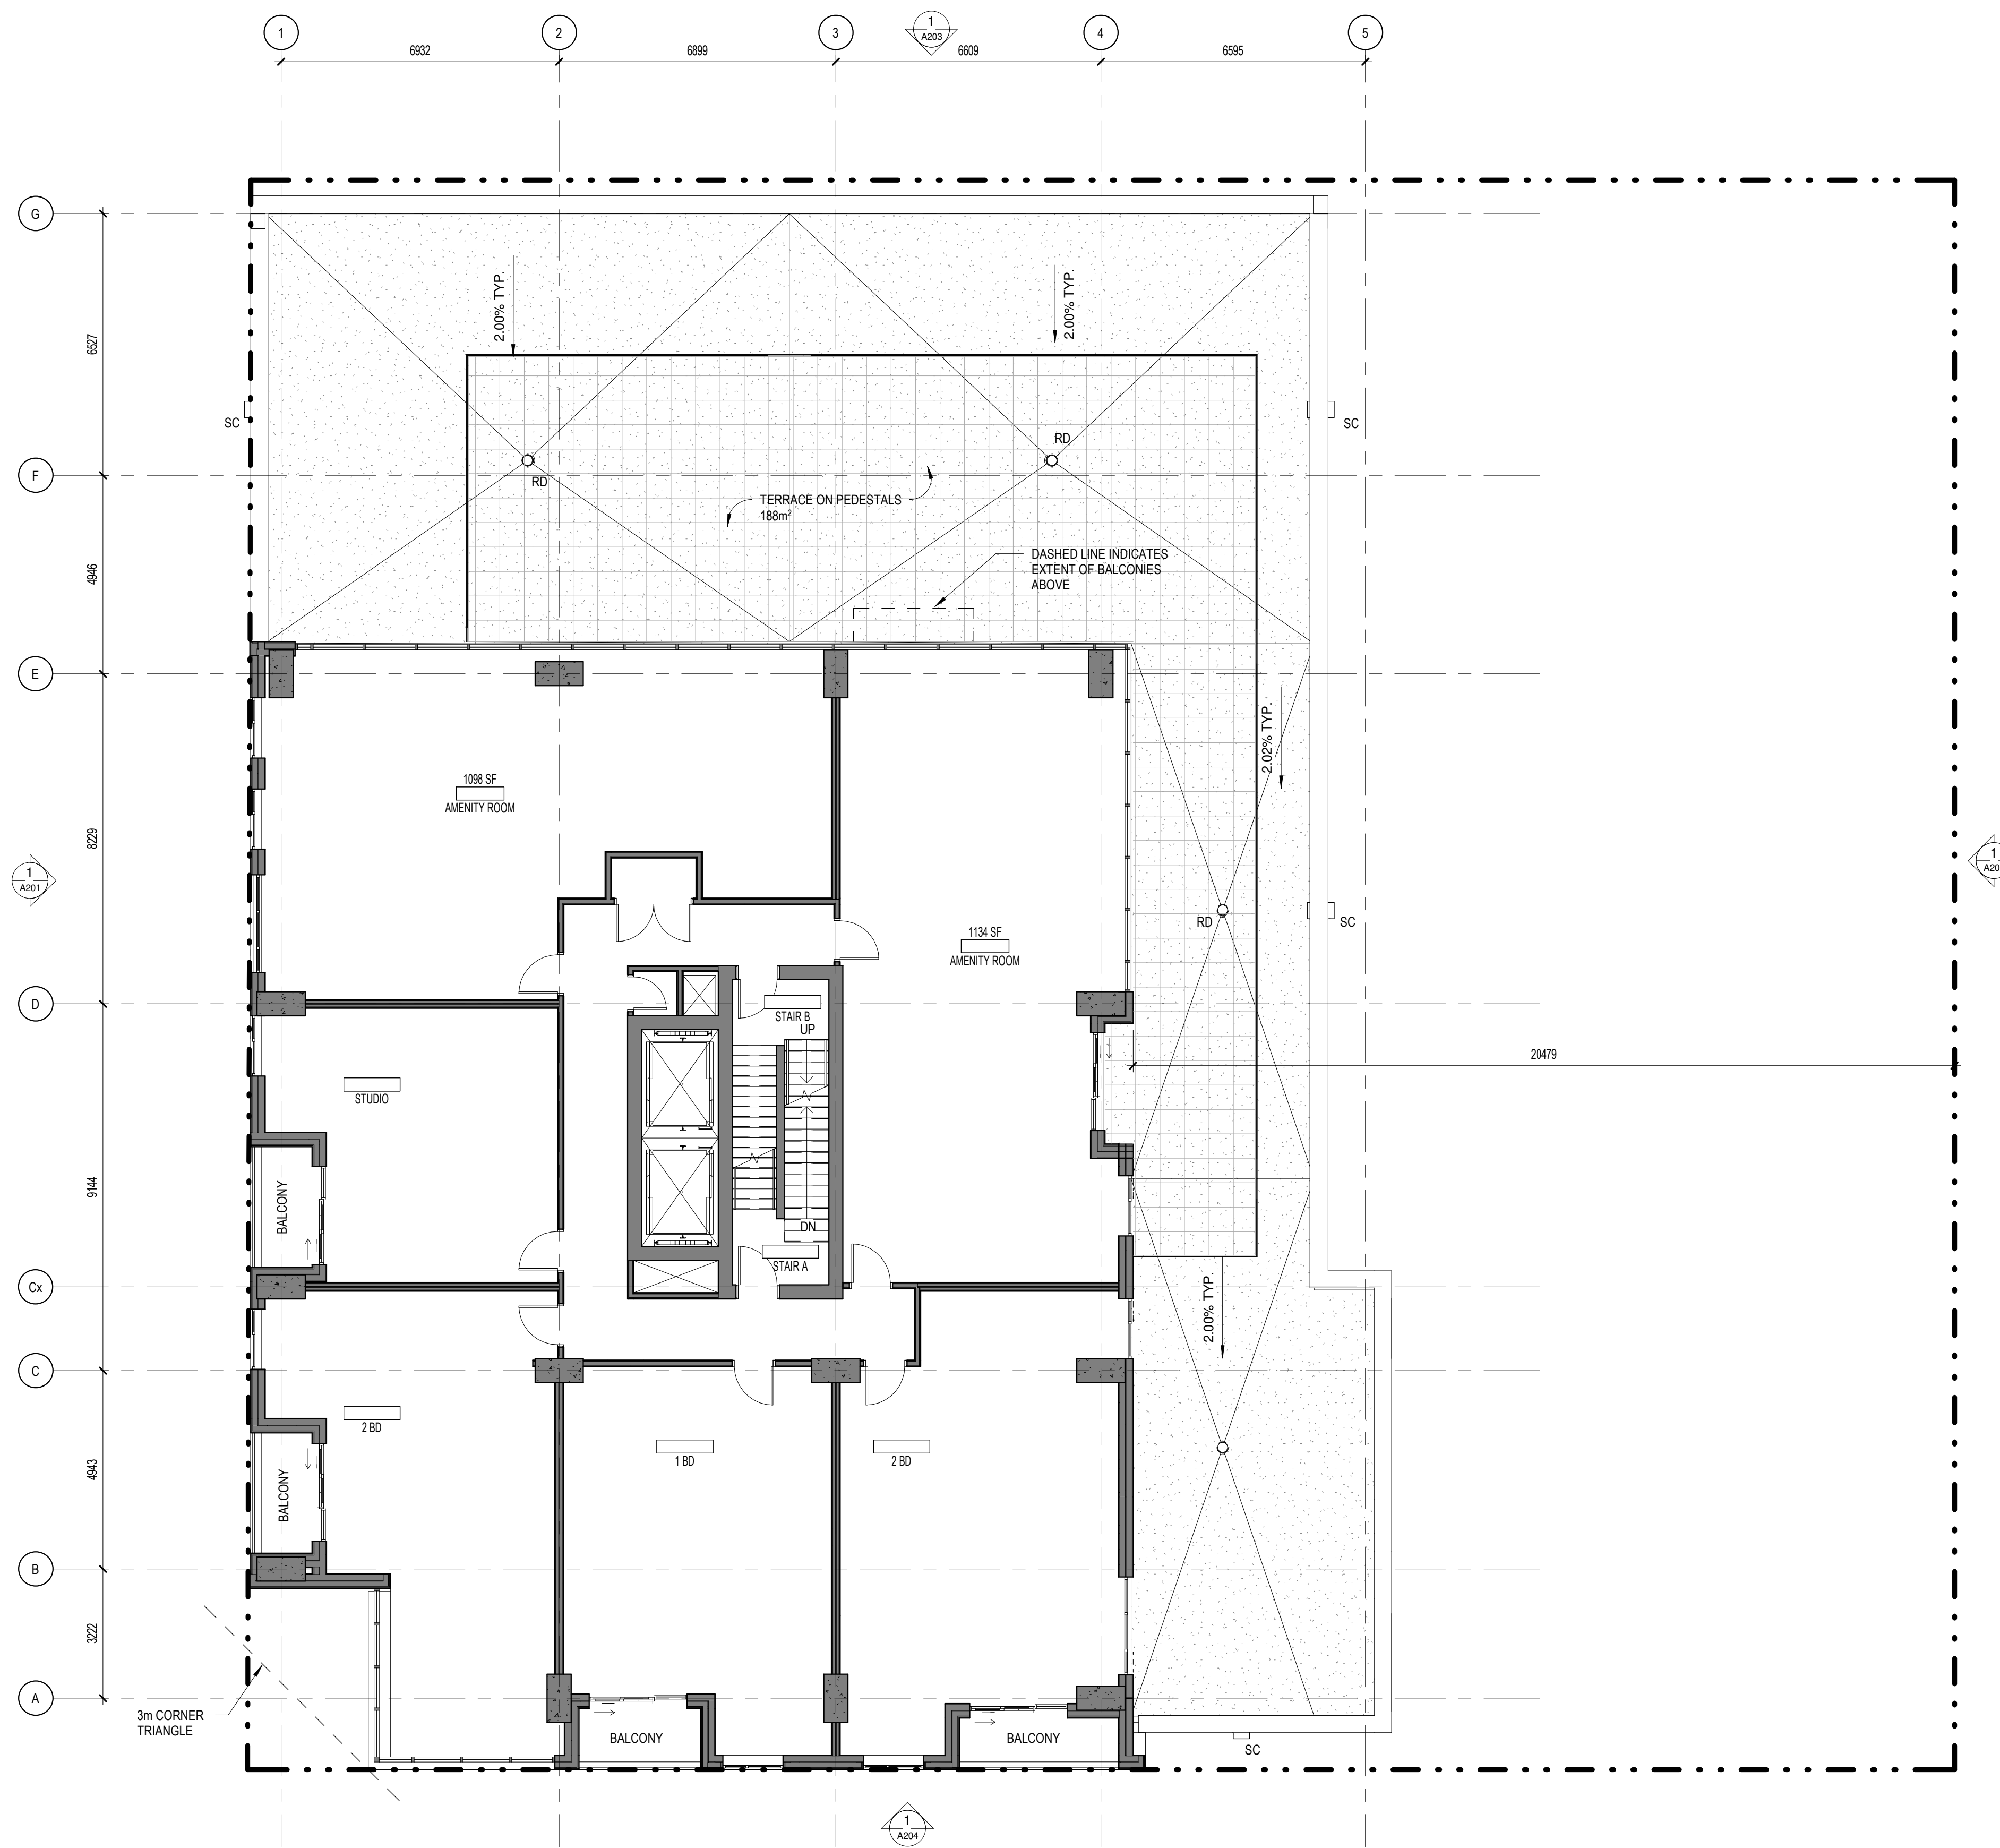 1
2
3
4
5
1
A203
6932
6899
6609
6595
G
F
E
D
Cx
C
B
A
6527
4946
8229
9144
4943
3222
2.00% TYP.
2.00% TYP.
SC
SC
RD
RD
TERRACE ON PEDESTALS
188m²
DASHED LINE INDICATES
EXTENT OF BALCONIES
ABOVE
2.02% TYP.
1098 SF
AMENITY ROOM
1
A201
1
RD
SC
1134 SF
AMENITY ROOM
STAIR B
UP
20479
STUDIO
BALCONY
DN
STAIR A
2.00% TYP.
2 BD
1 BD
2 BD
BALCONY
3m CORNER
TRIANGLE
BALCONY
BALCONY
SC
1
A204